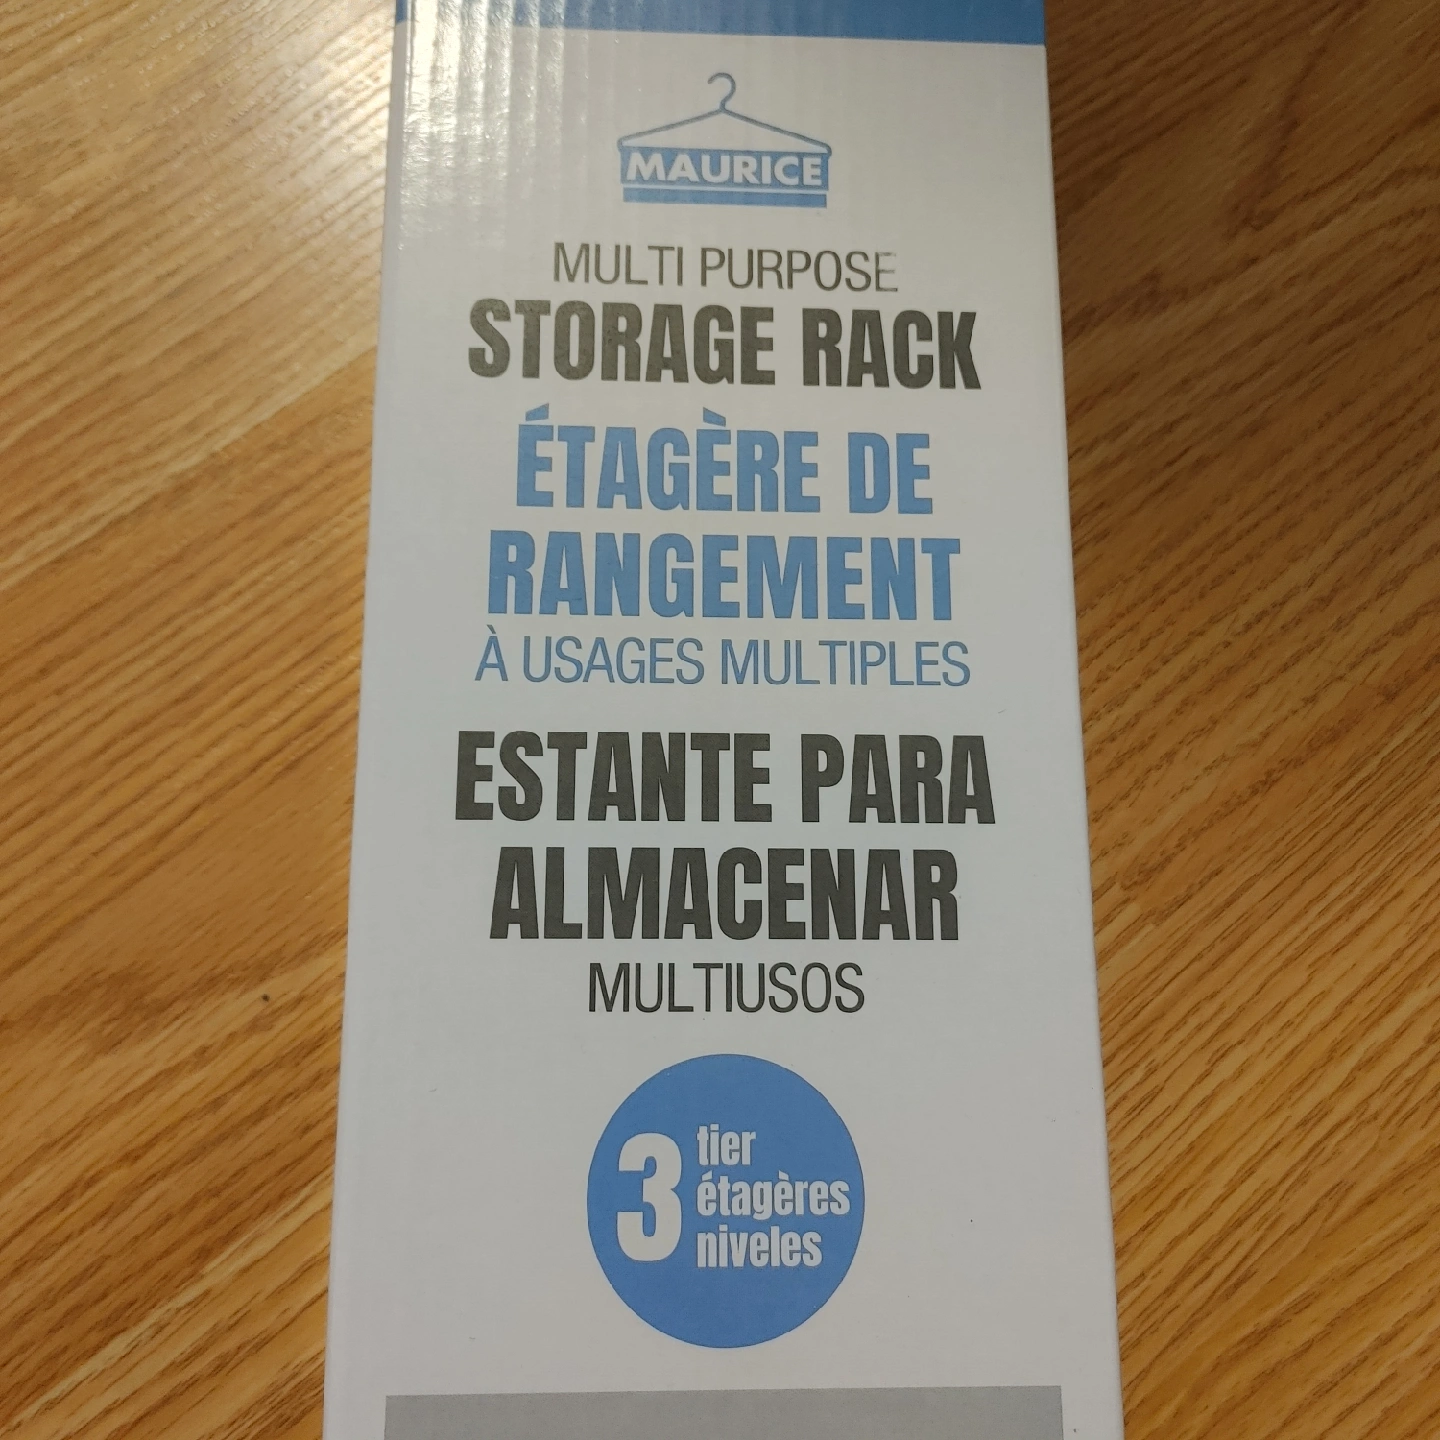 MAURICE
MULTI PURPOSE
STORAGE RACK
ÉTAGÈRE DE
RANGEMENT
À USAGES MULTIPLES
ESTANTE PARA
ALMACENAR
MULTIUSOS
3 tier
étagères
niveles